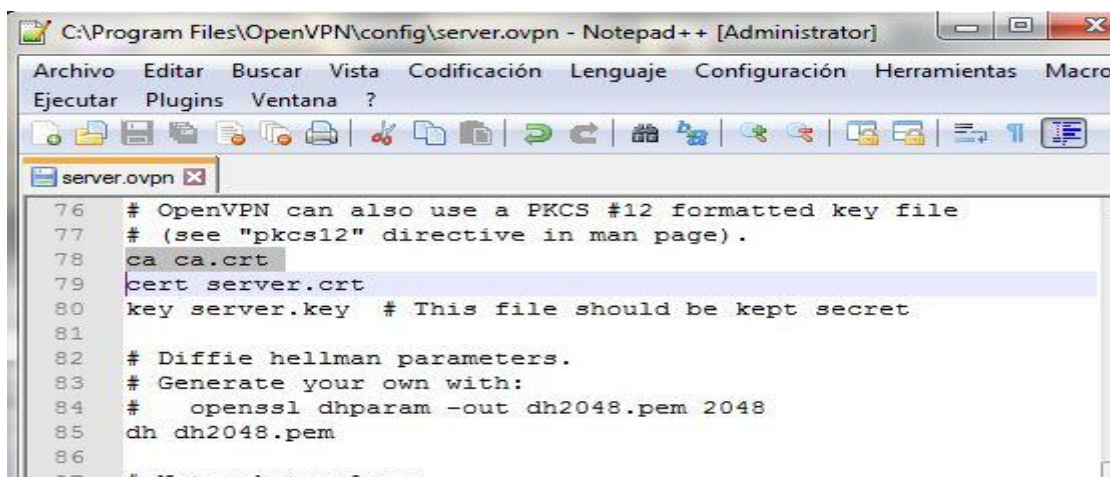 C:\Program Files\OpenVPN\config\server.ovpn - Notepad++ [Administrator]
Archivo Editar Buscar Vista Codificación Lenguaje Configuración Herramientas Macro
Ejecutar Plugins Ventana ?
server.ovpn
76 # OpenVPN can also use a PKCS #12 formatted key file
77 # (see "pkcs12" directive in man page).
78 ca ca.crt
79 cert server.crt
80 key server.key # This file should be kept secret
81
82 # Diffie hellman parameters.
83 # Generate your own with:
84 # openssl dhparam -out dh2048.pem 2048
85 dh dh2048.pem
86